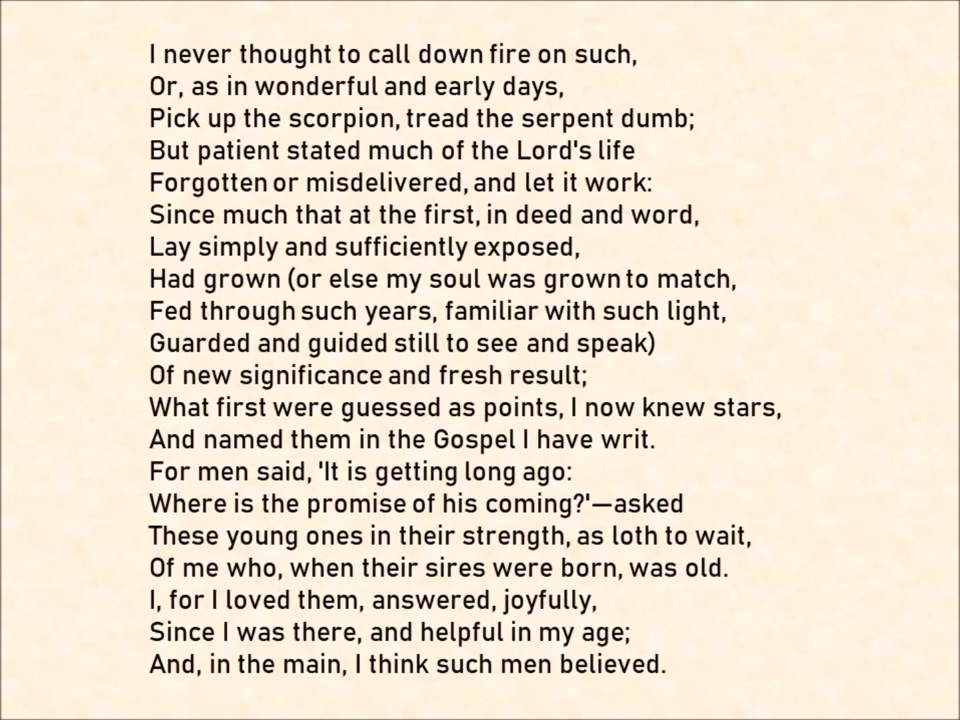 I never thought to call down fire on such,
Or, as in wonderful and early days,
Pick up the scorpion, tread the serpent dumb;
But patient stated much of the Lord's life
Forgotten or misdelivered, and let it work:
Since much that at the first, in deed and word,
Lay simply and sufficiently exposed,
Had grown (or else my soul was grown to match,
Fed through such years, familiar with such light,
Guarded and guided still to see and speak)
Of new significance and fresh result;
What first were guessed as points, I now knew stars,
And named them in the Gospel I have writ.
For men said, 'It is getting long ago:
Where is the promise of his coming?'—asked
These young ones in their strength, as loth to wait,
Of me who, when their sires were born, was old.
I, for I loved them, answered, joyfully,
Since I was there, and helpful in my age;
And, in the main, I think such men believed.